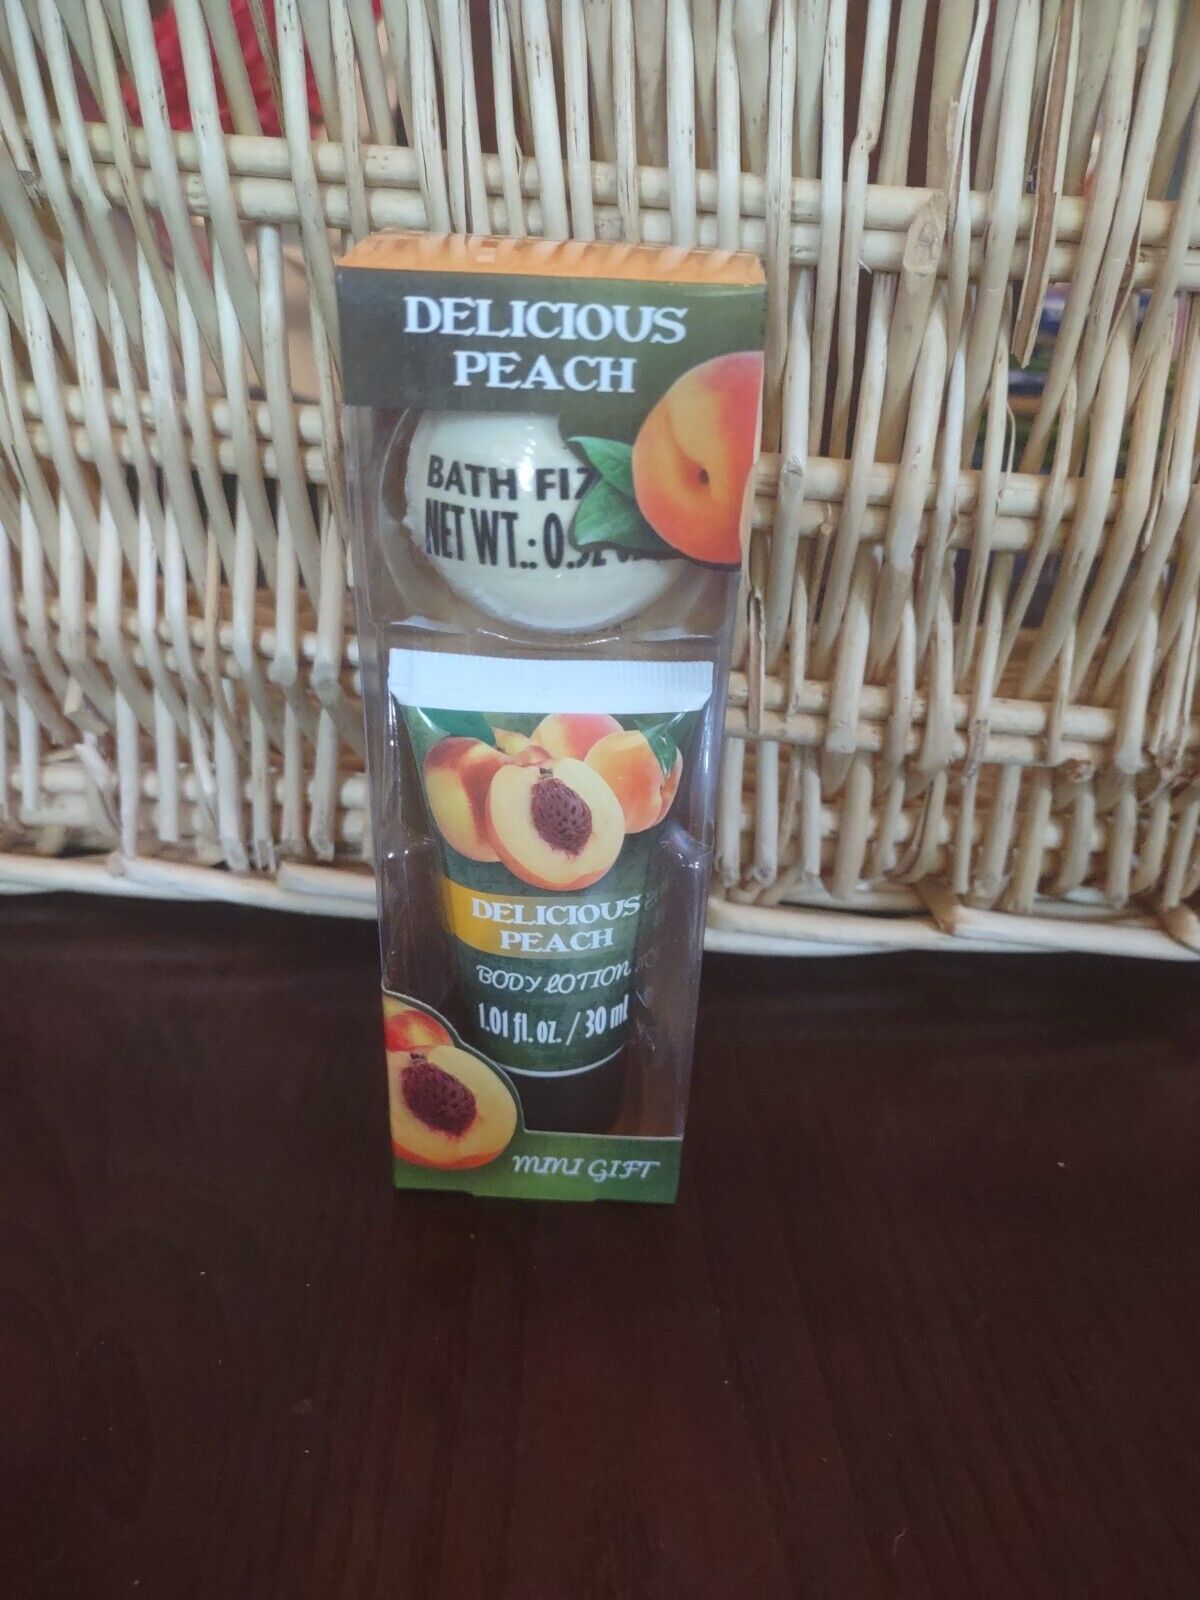 DELICIOUS
PEACH
BATH FIZ
NET WT.: 0.
DELICIOUS
PEACH
BODY LOTION
1.01 fl. oz. / 30 ml
MINI GIFT